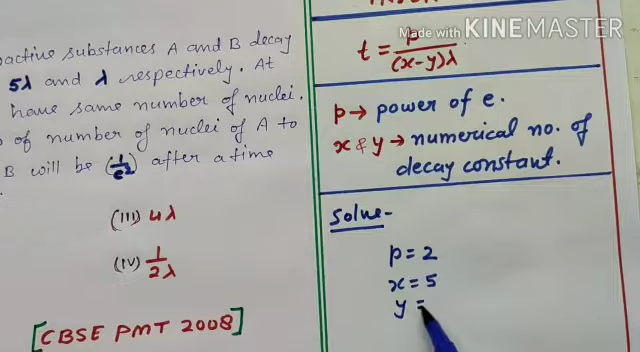 active substances A and B decay
5λ and λ respectively. At
have same number of nuclei.
of number of nuclei of A to
B will be (1/e²) after a time
(III) 4λ
(IV) 1/2λ
[CBSE PMT 2008]
Made with KINEMASTER
t = p/(x-y)λ
p → power of e.
x & y → numerical no. of
decay constant.
Solve-
p = 2
x = 5
y =